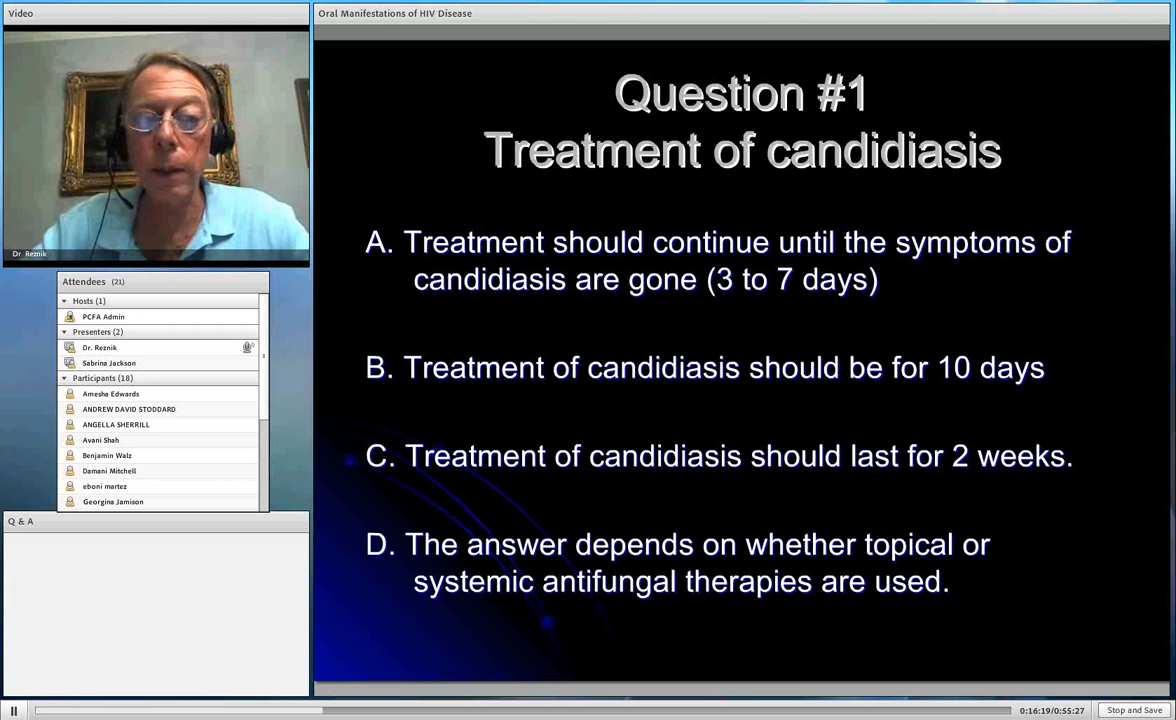 Video
Oral Manifestations of HIV Disease
Dr. Reznik
Attendees (21)
Hosts (1)
PCFA Admin
Presenters (2)
Dr. Reznik
Sabrina Jackson
Participants (18)
Amesha Edwards
ANDREW DAVID STODDARD
ANGELLA SHERRILL
Avani Shah
Benjamin Walz
Damani Mitchell
eboni martez
Georgina Jamison
Q & A
Question #1
Treatment of candidiasis
A. Treatment should continue until the symptoms of
candidiasis are gone (3 to 7 days)
B. Treatment of candidiasis should be for 10 days
C. Treatment of candidiasis should last for 2 weeks.
D. The answer depends on whether topical or
systemic antifungal therapies are used.
0:16:19/0:55:27
Stop and Save